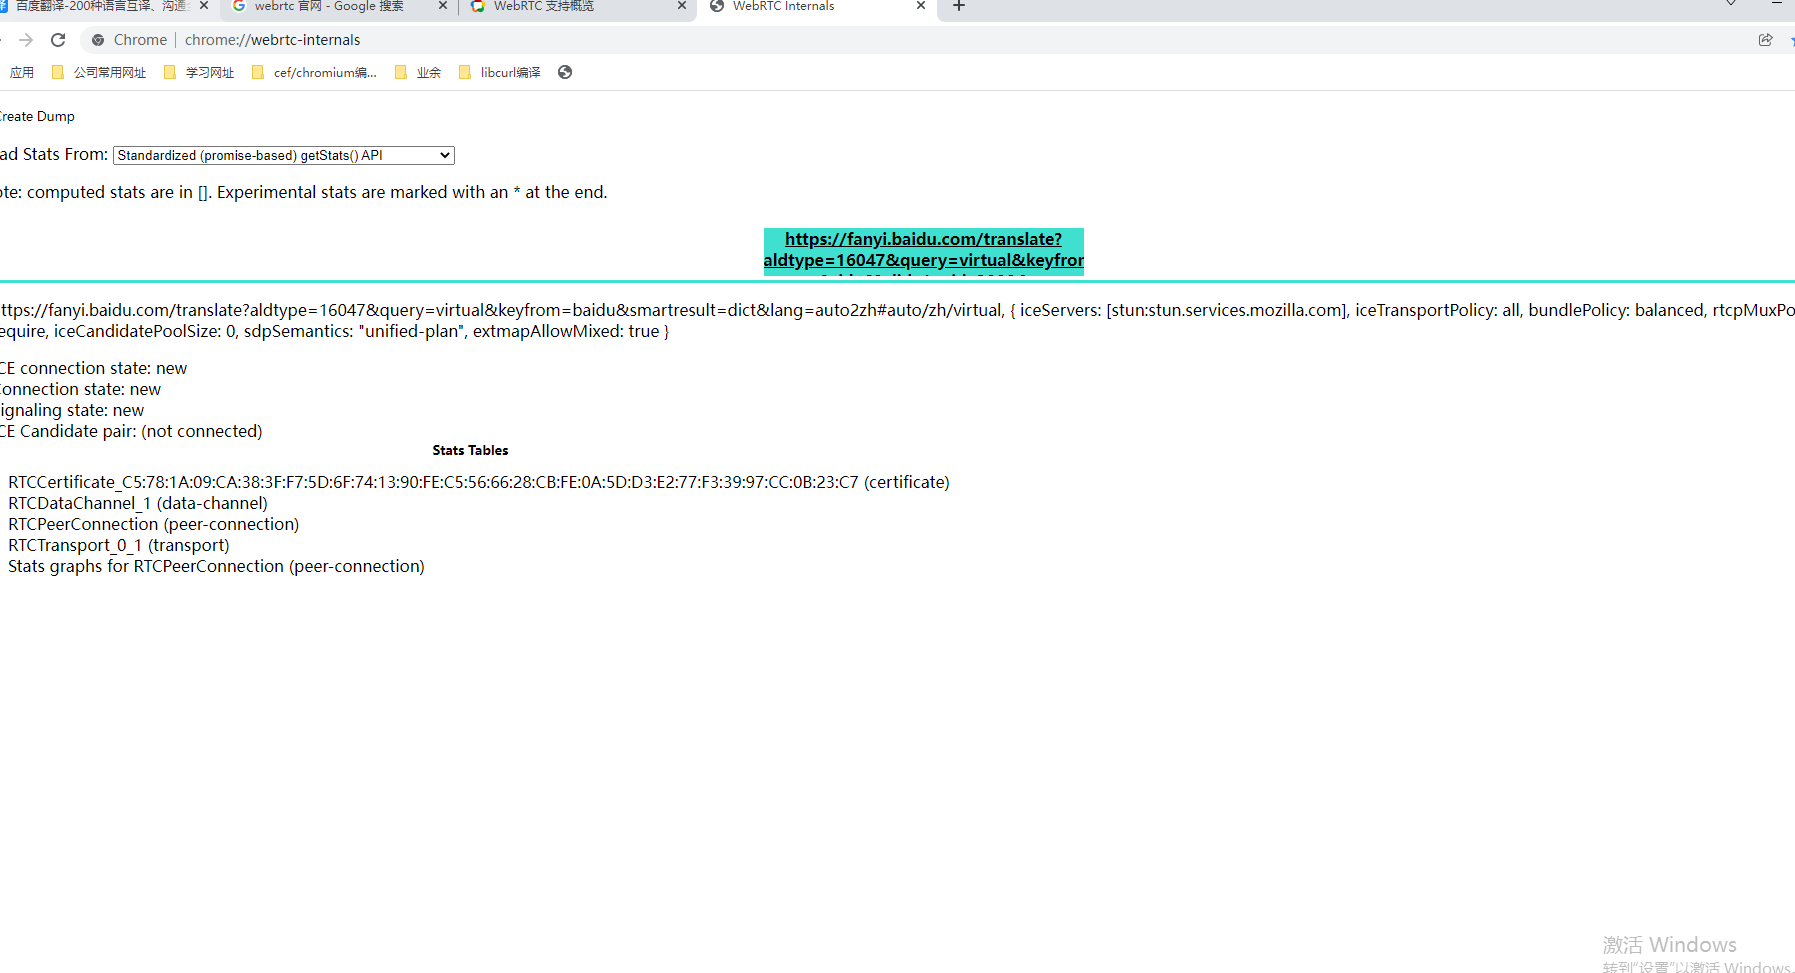 百度翻译-200种语言互译、沟通
webrtc 官网 - Google 搜索
WebRTC 支持概览
WebRTC Internals
Chrome | chrome://webrtc-internals
应用 公司常用网址 学习网址 cef/chromium编... 业余 libcurl编译
Create Dump
ad Stats From: Standardized (promise-based) getStats() API
ote: computed stats are in []. Experimental stats are marked with an * at the end.
https://fanyi.baidu.com/translate?
aldtype=16047&query=virtual&keyfror
ttps://fanyi.baidu.com/translate?aldtype=16047&query=virtual&keyfrom=baidu&smartresult=dict&lang=auto2zh#auto/zh/virtual, { iceServers: [stun:stun.services.mozilla.com], iceTransportPolicy: all, bundlePolicy: balanced, rtcpMuxPo
equire, iceCandidatePoolSize: 0, sdpSemantics: "unified-plan", extmapAllowMixed: true }
CE connection state: new
Connection state: new
ignaling state: new
CE Candidate pair: (not connected)
Stats Tables
RTCCertificate_C5:78:1A:09:CA:38:3F:F7:5D:6F:74:13:90:FE:C5:56:66:28:CB:FE:0A:5D:D3:E2:77:F3:39:97:CC:0B:23:C7 (certificate)
RTCDataChannel_1 (data-channel)
RTCPeerConnection (peer-connection)
RTCTransport_0_1 (transport)
Stats graphs for RTCPeerConnection (peer-connection)
激活 Windows
转到"设置"以激活 Windows。